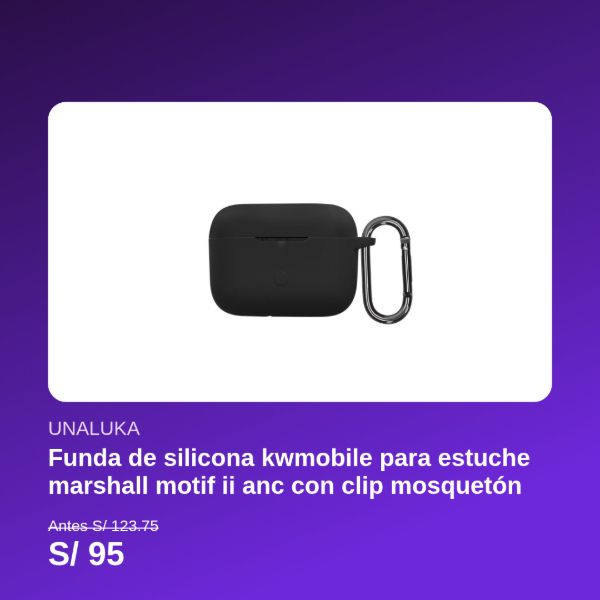 UNALUKA
Funda de silicona kwmobile para estuche
marshall motif ii anc con clip mosquetón
Antes S/ 123.75
S/ 95